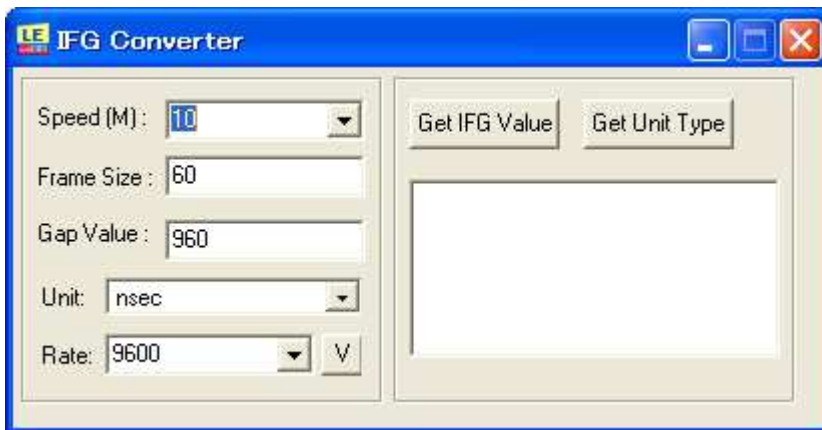 LE IFG Converter
Speed (M) : 10
Frame Size : 60
Gap Value : 960
Unit: nsec
Rate: 9600 V
Get IFG Value Get Unit Type